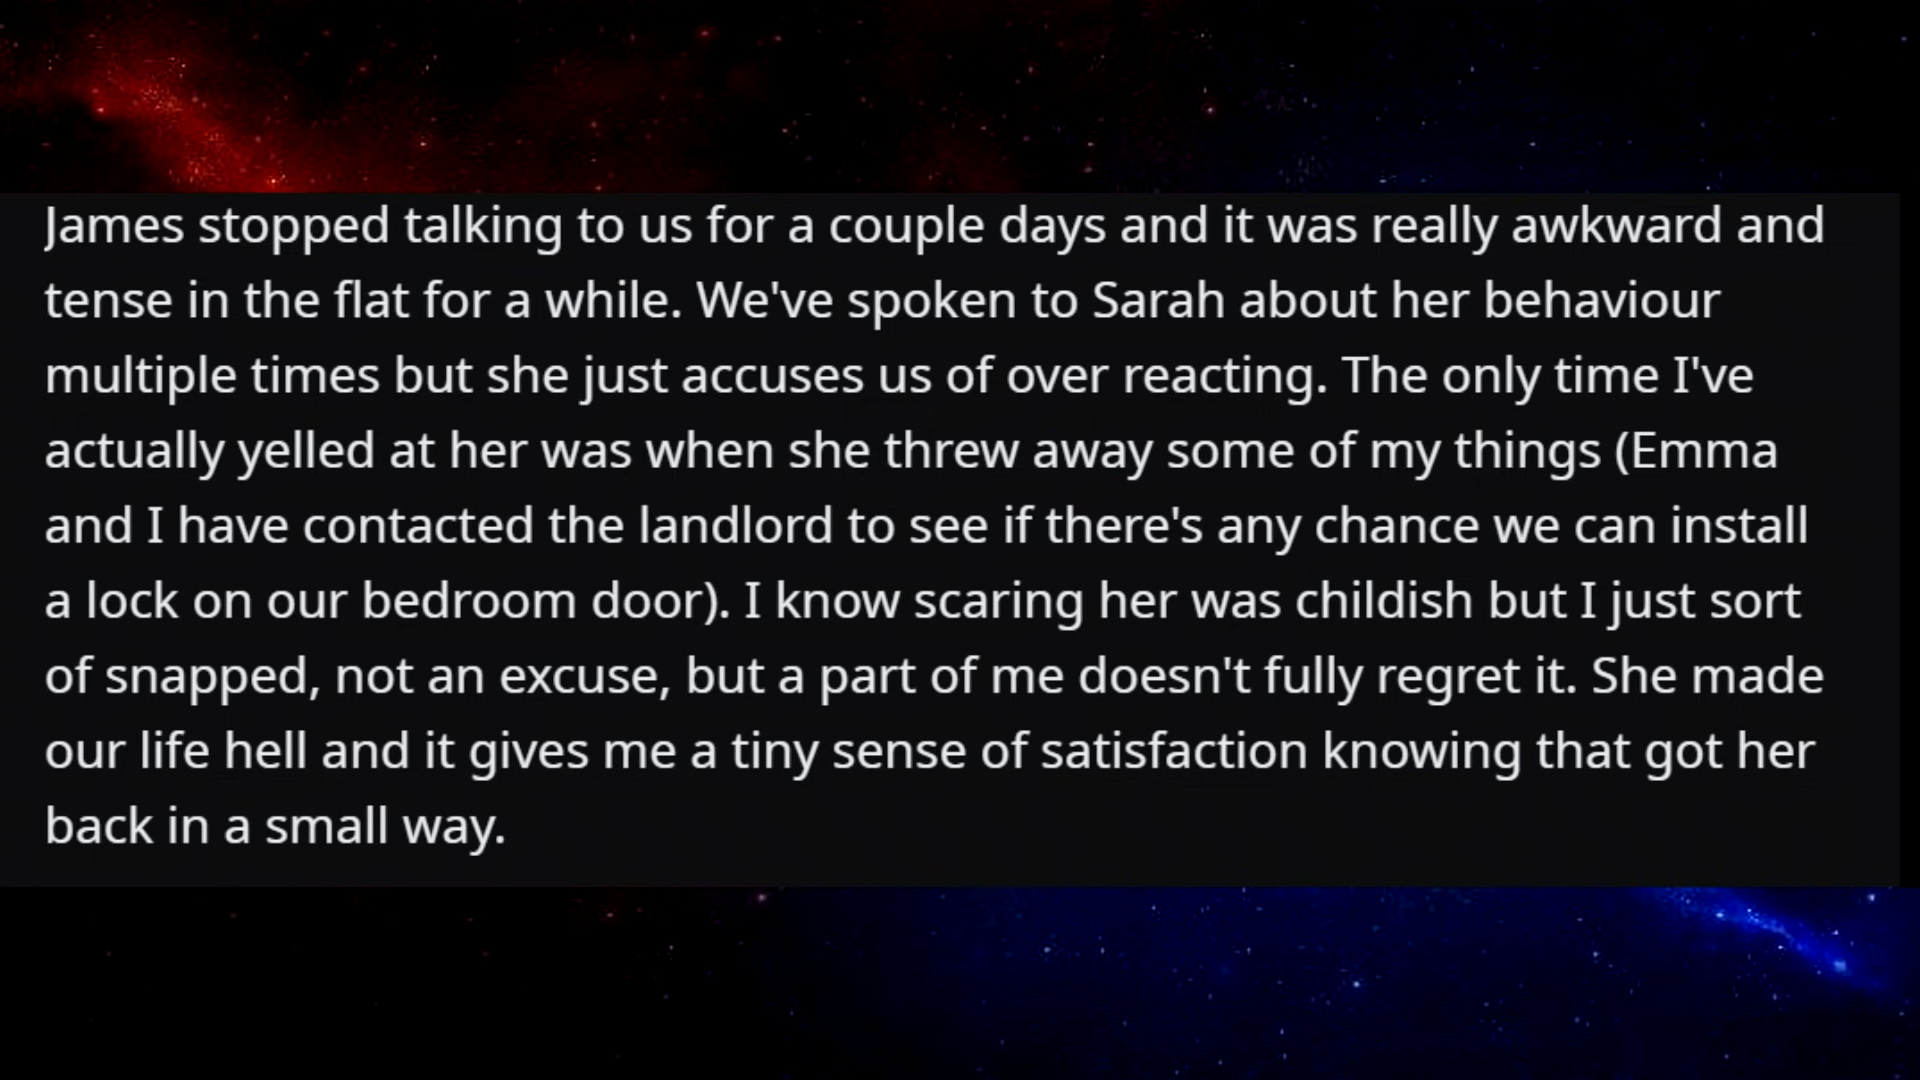 James stopped talking to us for a couple days and it was really awkward and
tense in the flat for a while. We've spoken to Sarah about her behaviour
multiple times but she just accuses us of over reacting. The only time I've
actually yelled at her was when she threw away some of my things (Emma
and I have contacted the landlord to see if there's any chance we can install
a lock on our bedroom door). I know scaring her was childish but I just sort
of snapped, not an excuse, but a part of me doesn't fully regret it. She made
our life hell and it gives me a tiny sense of satisfaction knowing that got her
back in a small way.